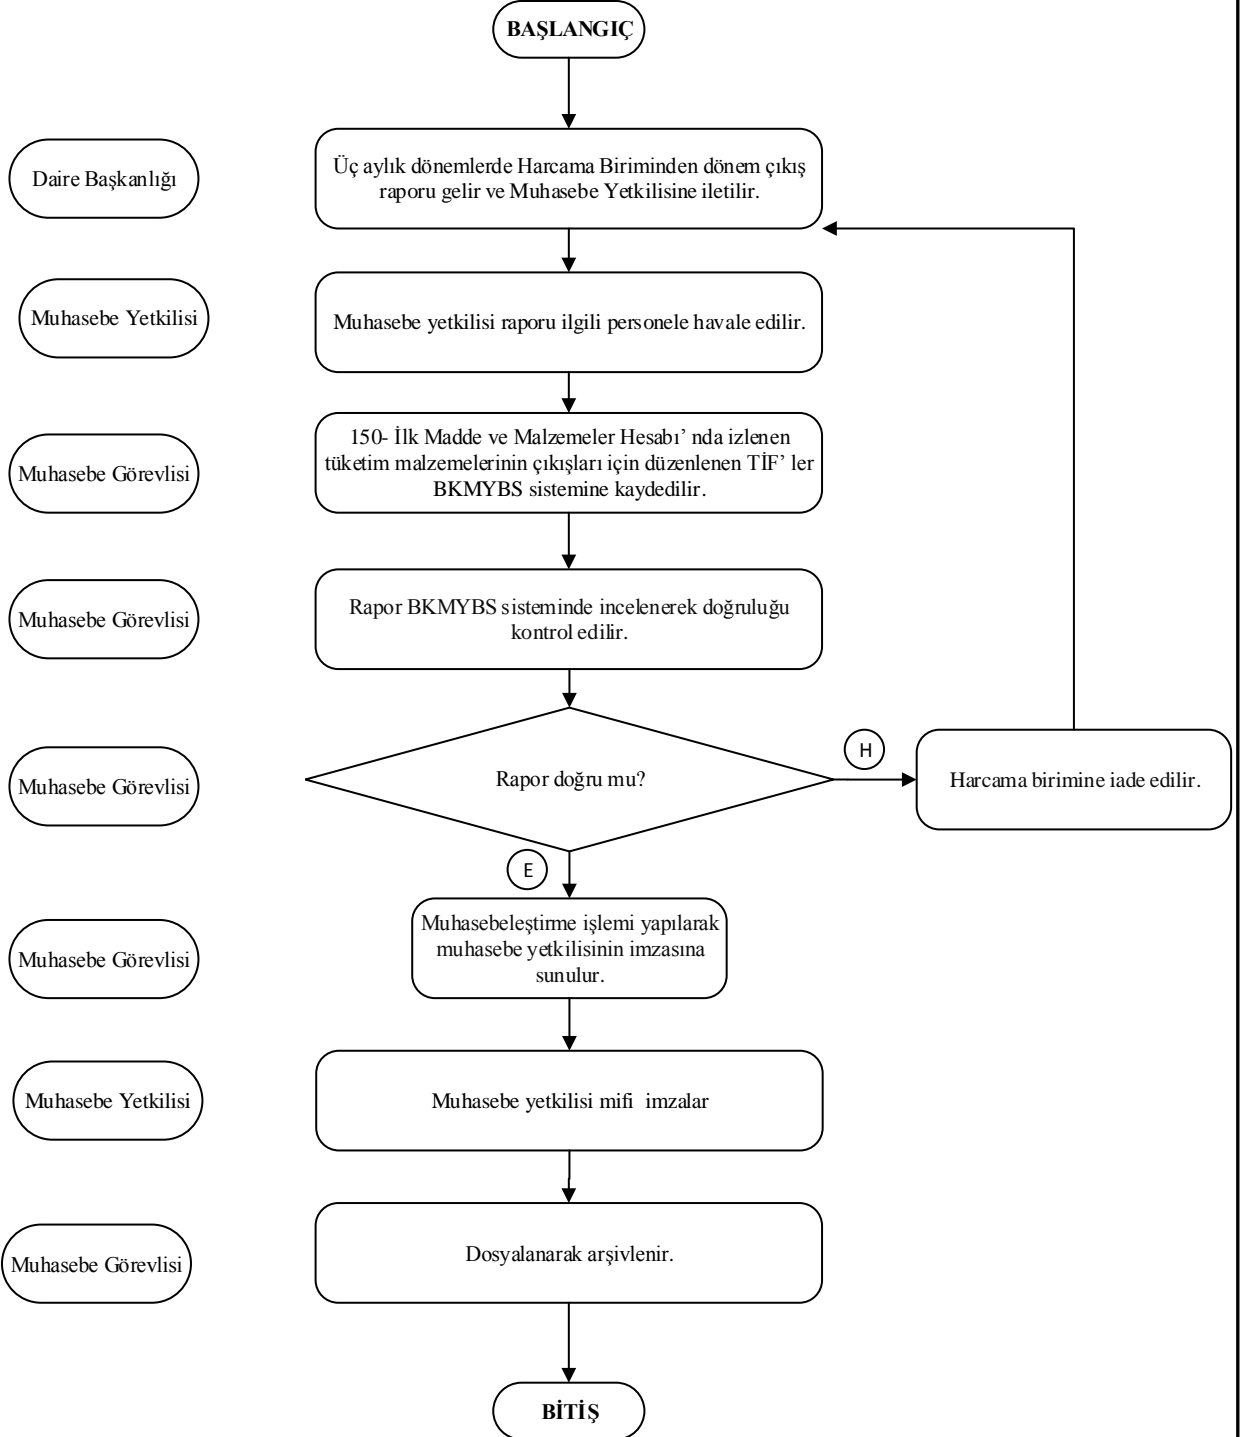 BAŞLANGIÇ
Daire Başkanlığı
Üç aylık dönemlerde Harcama Biriminden dönem çıkış
raporu gelir ve Muhasebe Yetkilisine iletilir.
Muhasebe Yetkilisi
Muhasebe yetkilisi raporu ilgili personele havale edilir.
Muhasebe Görevlisi
150- İlk Madde ve Malzemeler Hesabı’ nda izlenen
tüketim malzemelerinin çıkışları için düzenlenen TİF’ ler
BKMYBS sistemine kaydedilir.
Muhasebe Görevlisi
Rapor BKMYBS sisteminde incelenerek doğruluğu
kontrol edilir.
Muhasebe Görevlisi
Rapor doğru mu?
H
Harcama birimine iade edilir.
E
Muhasebe Görevlisi
Muhasebeleştirme işlemi yapılarak
muhasebe yetkilisinin imzasına
sunulur.
Muhasebe Yetkilisi
Muhasebe yetkilisi mifi imzalar
Muhasebe Görevlisi
Dosyalanarak arşivlenir.
BİTİŞ